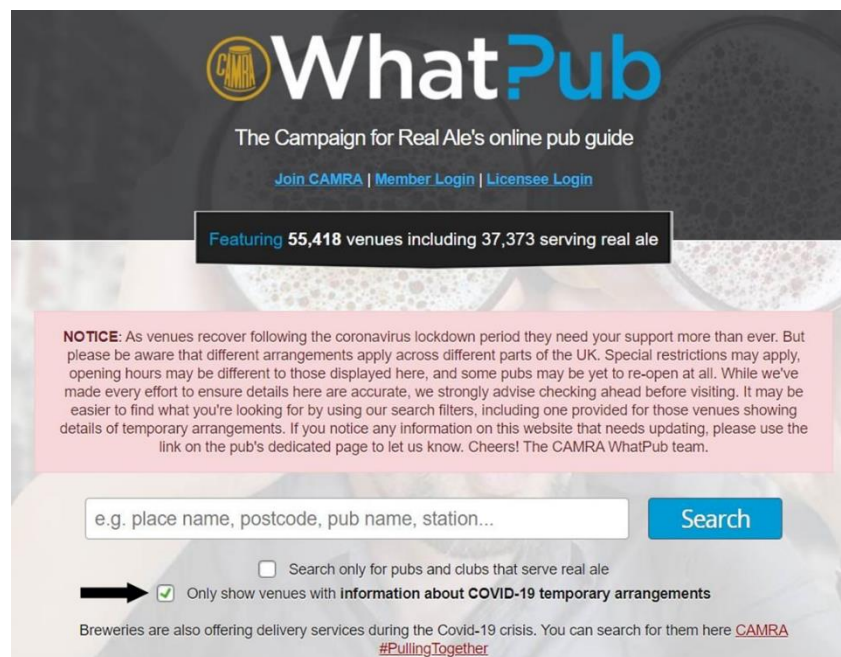 CAMRA WhatPub
The Campaign for Real Ale's online pub guide
Join CAMRA | Member Login | Licensee Login
Featuring 55,418 venues including 37,373 serving real ale
NOTICE: As venues recover following the coronavirus lockdown period they need your support more than ever. But
please be aware that different arrangements apply across different parts of the UK. Special restrictions may apply,
opening hours may be different to those displayed here, and some pubs may be yet to re-open at all. While we've
made every effort to ensure details here are accurate, we strongly advise checking ahead before visiting. It may be
easier to find what you're looking for by using our search filters, including one provided for those venues showing
details of temporary arrangements. If you notice any information on this website that needs updating, please use the
link on the pub's dedicated page to let us know. Cheers! The CAMRA WhatPub team.
e.g. place name, postcode, pub name, station... Search
Search only for pubs and clubs that serve real ale
Only show venues with information about COVID-19 temporary arrangements
Breweries are also offering delivery services during the Covid-19 crisis. You can search for them here CAMRA
#PullingTogether